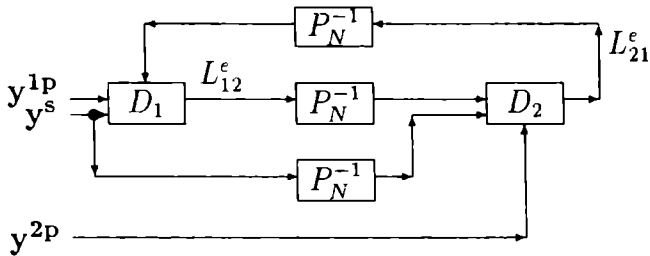 P_N^{-1}
L_{21}^e
L_{12}^e
y^{1p}
D_1
P_N^{-1}
D_2
y^s
P_N^{-1}
y^{2p}